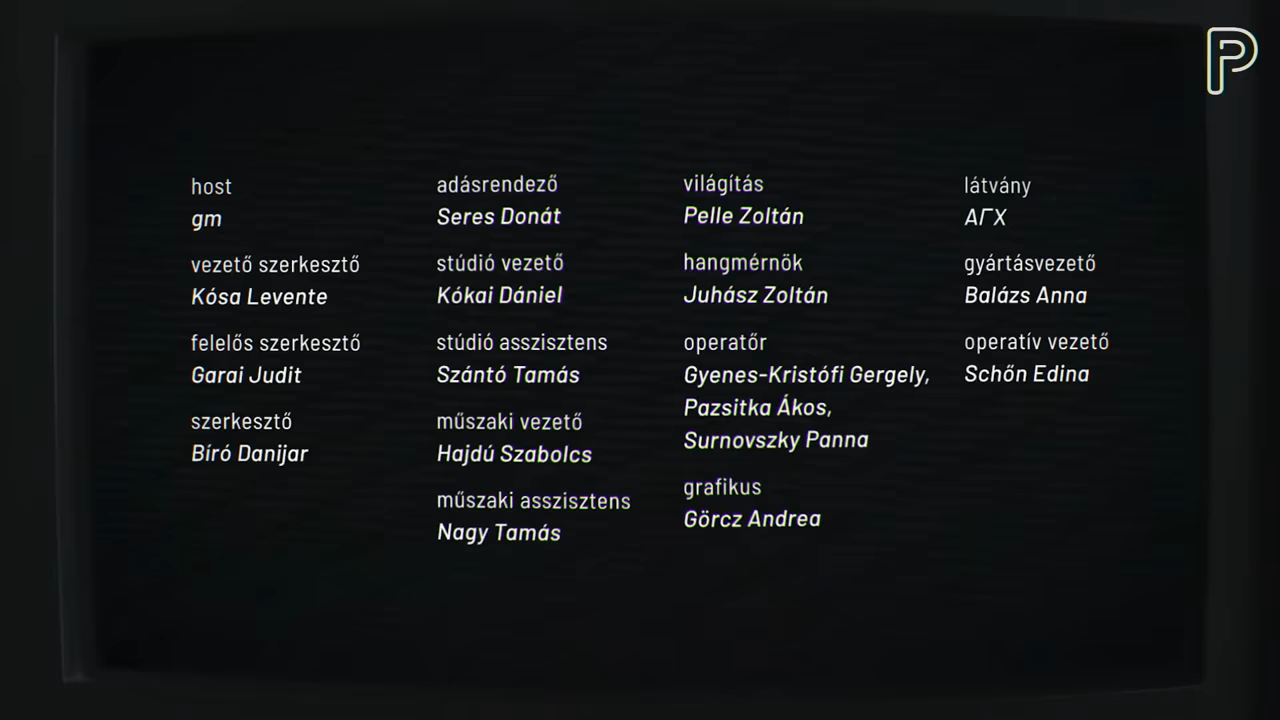 P
host
gm
vezető szerkesztő
Kósa Levente
felelős szerkesztő
Garai Judit
szerkesztő
Bíró Danijar
adásrendező
Seres Donát
stúdió vezető
Kókai Dániel
stúdió asszisztens
Szántó Tamás
műszaki vezető
Hajdú Szabolcs
műszaki asszisztens
Nagy Tamás
világítás
Pelle Zoltán
hangmérnök
Juhász Zoltán
operatőr
Gyenes-Kristófi Gergely,
Pazsitka Ákos,
Surnovszky Panna
grafikus
Görcz Andrea
látvány
АГХ
gyártásvezető
Balázs Anna
operatív vezető
Schőn Edina